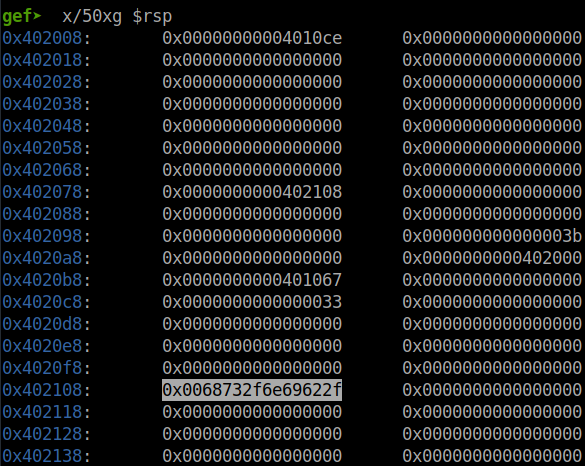 gef➤  x/50xg $rsp
0x402008:	0x00000000004010ce	0x0000000000000000
0x402018:	0x0000000000000000	0x0000000000000000
0x402028:	0x0000000000000000	0x0000000000000000
0x402038:	0x0000000000000000	0x0000000000000000
0x402048:	0x0000000000000000	0x0000000000000000
0x402058:	0x0000000000000000	0x0000000000000000
0x402068:	0x0000000000000000	0x0000000000000000
0x402078:	0x0000000000402108	0x0000000000000000
0x402088:	0x0000000000000000	0x0000000000000000
0x402098:	0x0000000000000000	0x000000000000003b
0x4020a8:	0x0000000000000000	0x0000000000402000
0x4020b8:	0x0000000000401067	0x0000000000000000
0x4020c8:	0x0000000000000033	0x0000000000000000
0x4020d8:	0x0000000000000000	0x0000000000000000
0x4020e8:	0x0000000000000000	0x0000000000000000
0x4020f8:	0x0000000000000000	0x0000000000000000
0x402108:	0x0068732f6e69622f	0x0000000000000000
0x402118:	0x0000000000000000	0x0000000000000000
0x402128:	0x0000000000000000	0x0000000000000000
0x402138:	0x0000000000000000	0x0000000000000000